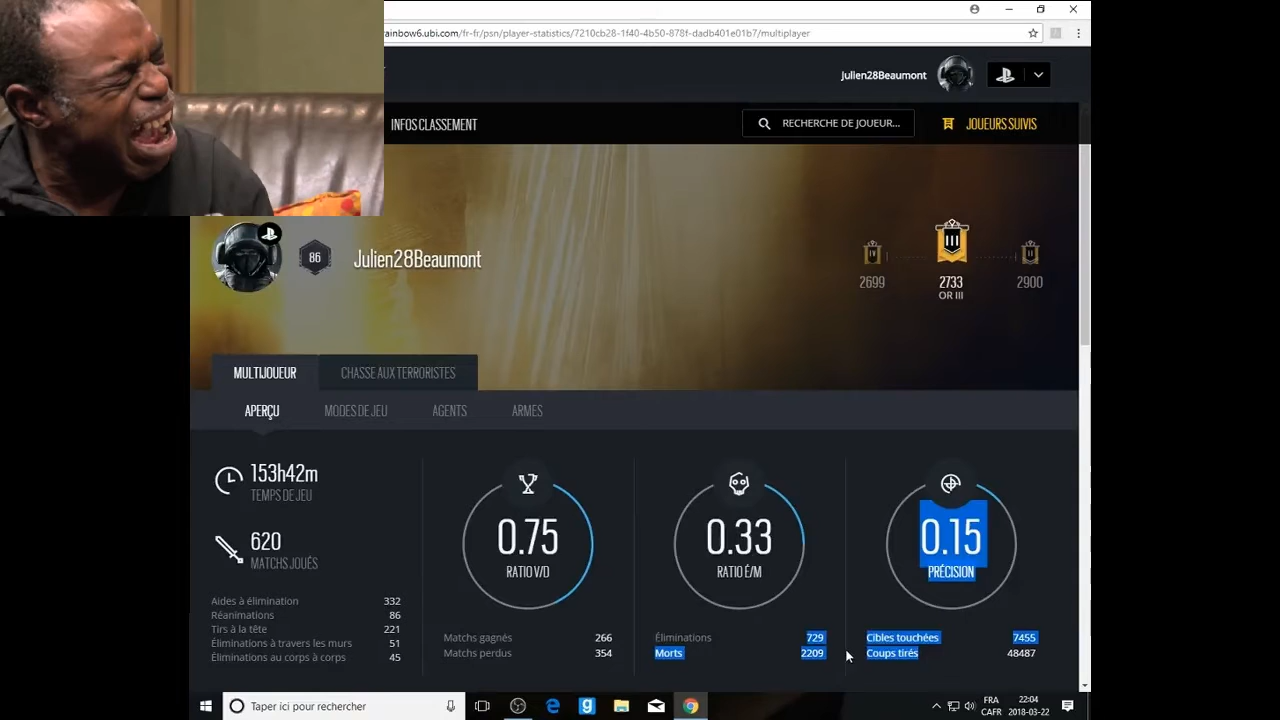 rainbow6.ubi.com/fr-fr/psn/player-statistics/7210cb28-1f40-4b50-878f-dadb401e01b7/multiplayer
Julien28Beaumont
INFOS CLASSEMENT
RECHERCHE DE JOUEUR...
JOUEURS SUIVIS
86
Julien28Beaumont
IV
III
II
2699
2733
2900
OR III
MULTIJOUEUR
CHASSE AUX TERRORISTES
APERÇU
MODES DE JEU
AGENTS
ARMES
153h42m
TEMPS DE JEU
620
MATCHS JOUÉS
Aides à élimination 332
Réanimations 86
Tirs à la tête 221
Éliminations à travers les murs 51
Éliminations au corps à corps 45
0.75
RATIO V/D
Matchs gagnés 266
Matchs perdus 354
0.33
RATIO É/M
Éliminations 729
Morts 2209
0.15
PRÉCISION
Cibles touchées 7455
Coups tirés 48487
Taper ici pour rechercher
FRA
CAFR
22:04
2018-03-22